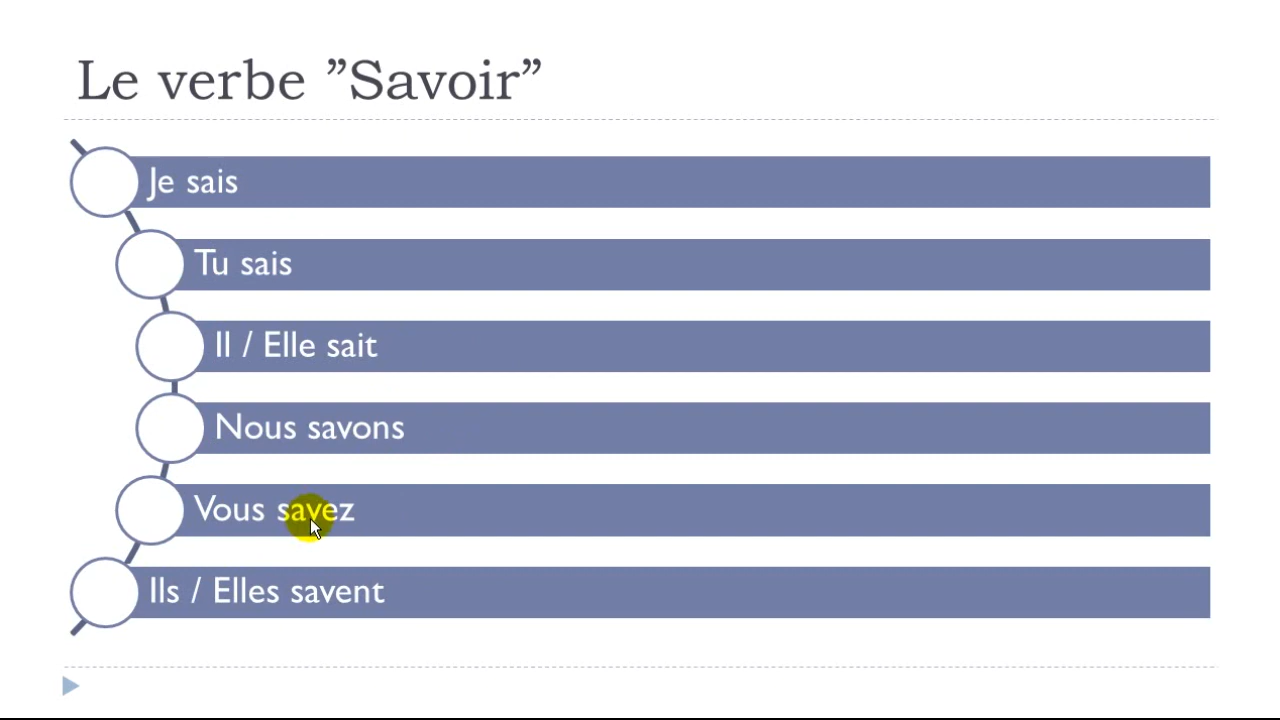 Le verbe ”Savoir”
Je sais
Tu sais
Il / Elle sait
Nous savons
Vous savez
Ils / Elles savent